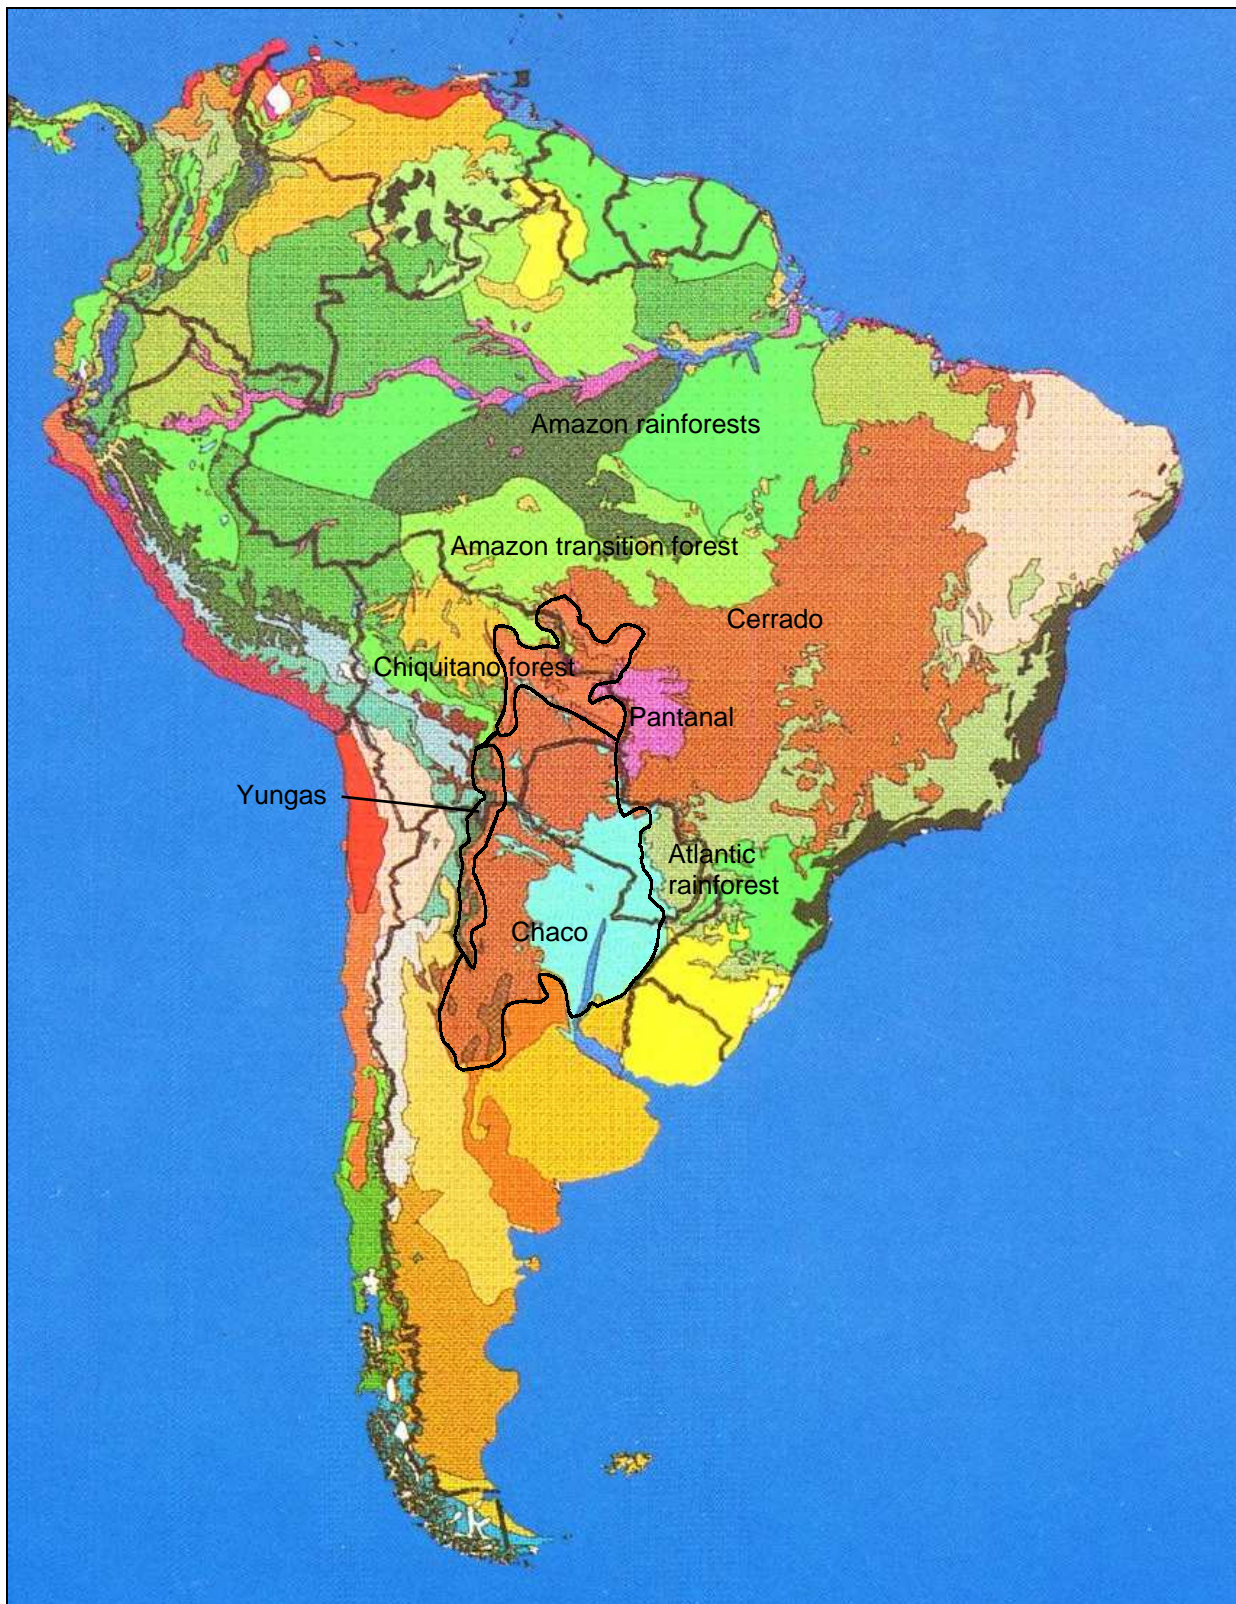 Amazon rainforests
Amazon transition forest
Cerrado
Chiquitano forest
Pantanal
Yungas
Atlantic
rainforest
Chaco